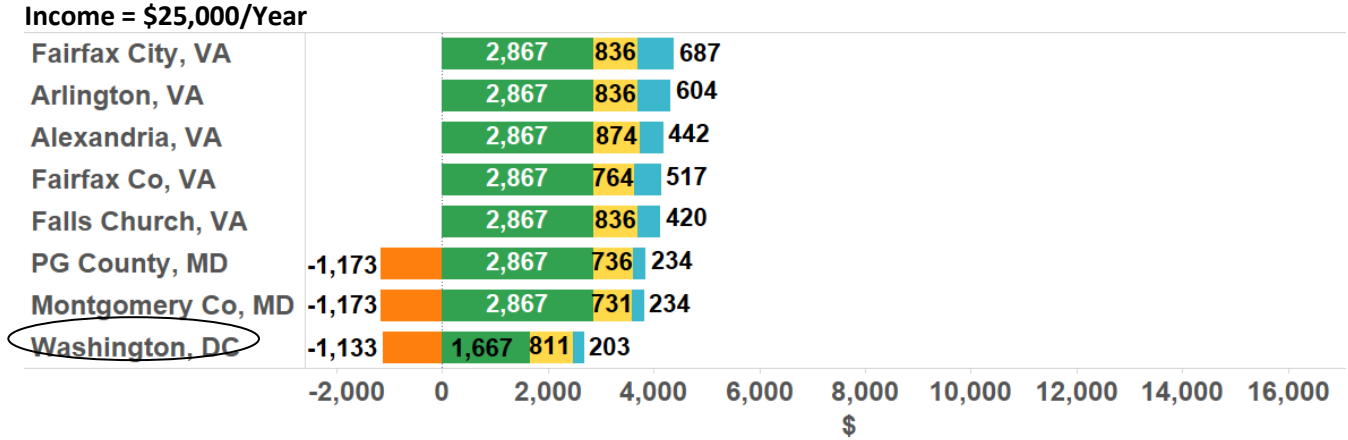 Income = $25,000/Year
Fairfax City, VA 2,867 836 687
Arlington, VA 2,867 836 604
Alexandria, VA 2,867 874 442
Fairfax Co, VA 2,867 764 517
Falls Church, VA 2,867 836 420
PG County, MD -1,173 2,867 736 234
Montgomery Co, MD -1,173 2,867 731 234
Washington, DC -1,133 1,667 811 203
-2,000 0 2,000 4,000 6,000 8,000 10,000 12,000 14,000 16,000
$